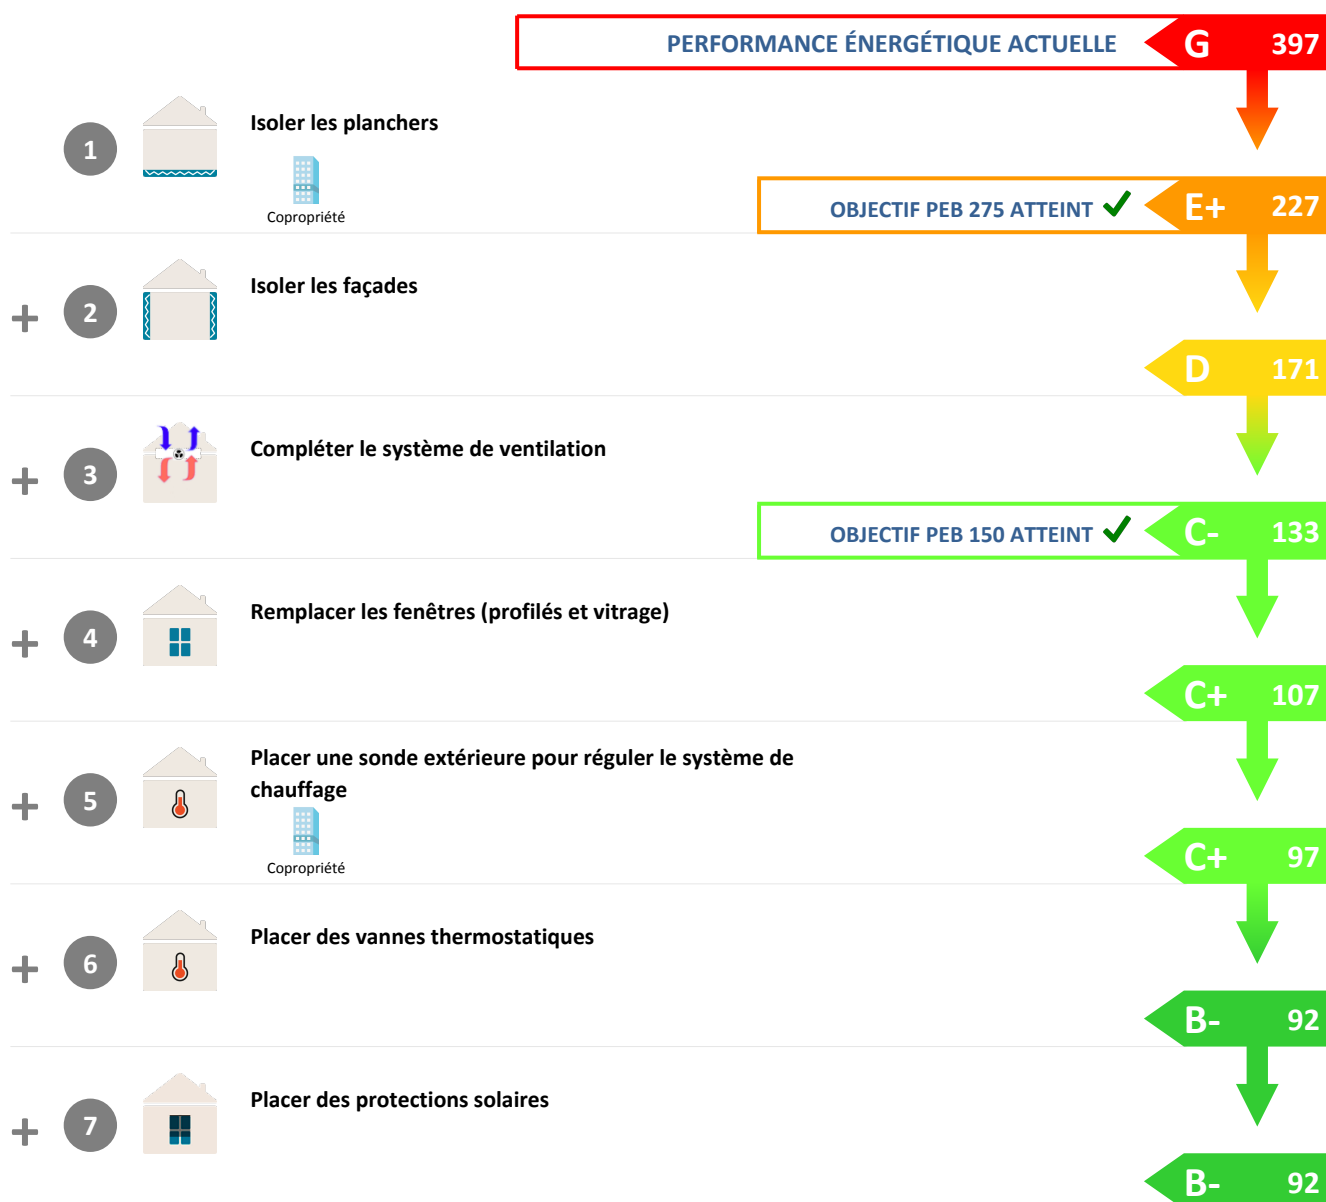 PERFORMANCE ÉNERGÉTIQUE ACTUELLE G 397
1 Isoler les planchers
Copropriété
OBJECTIF PEB 275 ATTEINT E+ 227
+ 2 Isoler les façades
D 171
+ 3 Compléter le système de ventilation
OBJECTIF PEB 150 ATTEINT C- 133
+ 4 Remplacer les fenêtres (profilés et vitrage)
C+ 107
+ 5 Placer une sonde extérieure pour réguler le système de
chauffage
Copropriété
C+ 97
+ 6 Placer des vannes thermostatiques
B- 92
+ 7 Placer des protections solaires
B- 92